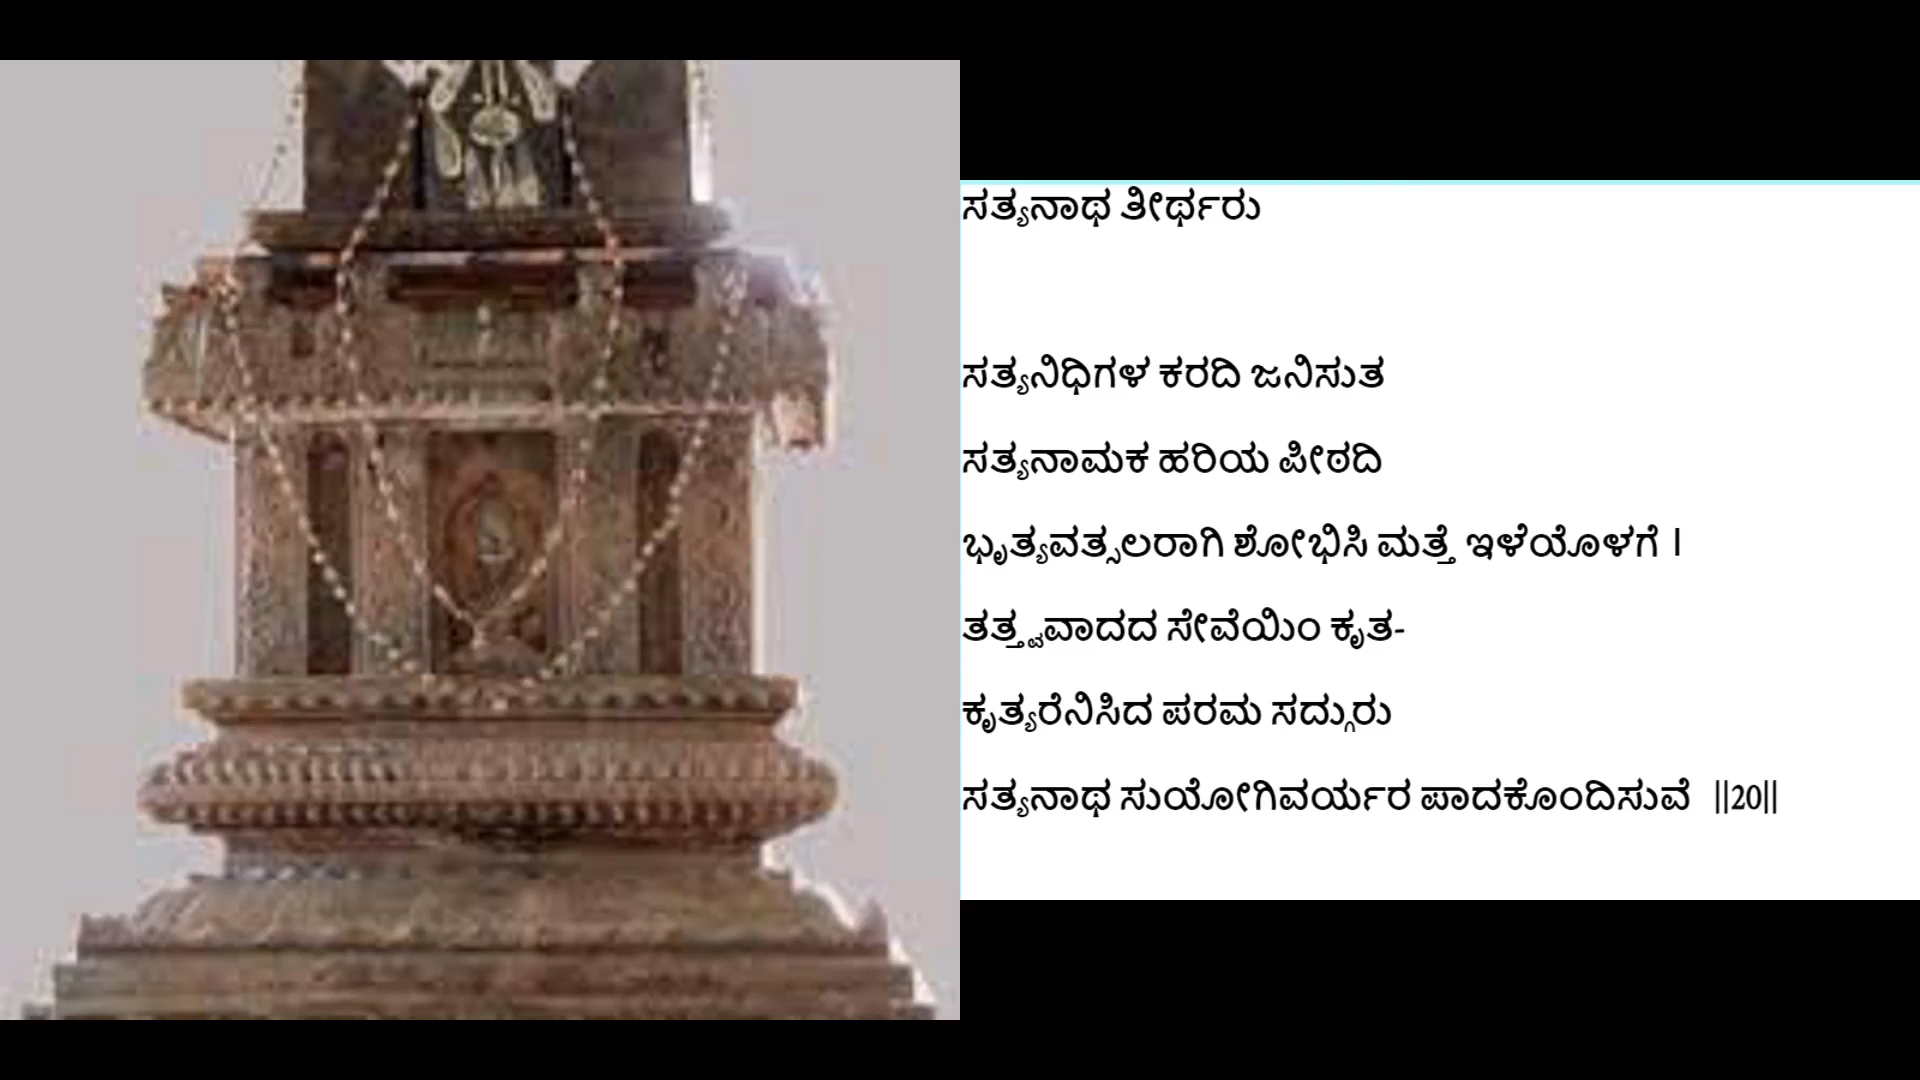 ಸತ್ಯನಾಥ ತೀರ್ಥರು
ಸತ್ಯನಿಧಿಗಳ ಕರದಿ ಜನಿಸುತ
ಸತ್ಯನಾಮಕ ಹರಿಯ ಪೀಠದಿ
ಭೃತ್ಯವತ್ಸಲರಾಗಿ ಶೋಭಿಸಿ ಮತ್ತೆ ಇಳೆಯೊಳಗೆ ।
ತತ್ತ್ವವಾದದ ಸೇವೆಯಿಂ ಕೃತ-
ಕೃತ್ಯರೆನಿಸಿದ ಪರಮ ಸದ್ಗುರು
ಸತ್ಯನಾಥ ಸುಯೋಗಿವರ್ಯರ ಪಾದಕೊಂದಿಸುವೆ ||20||